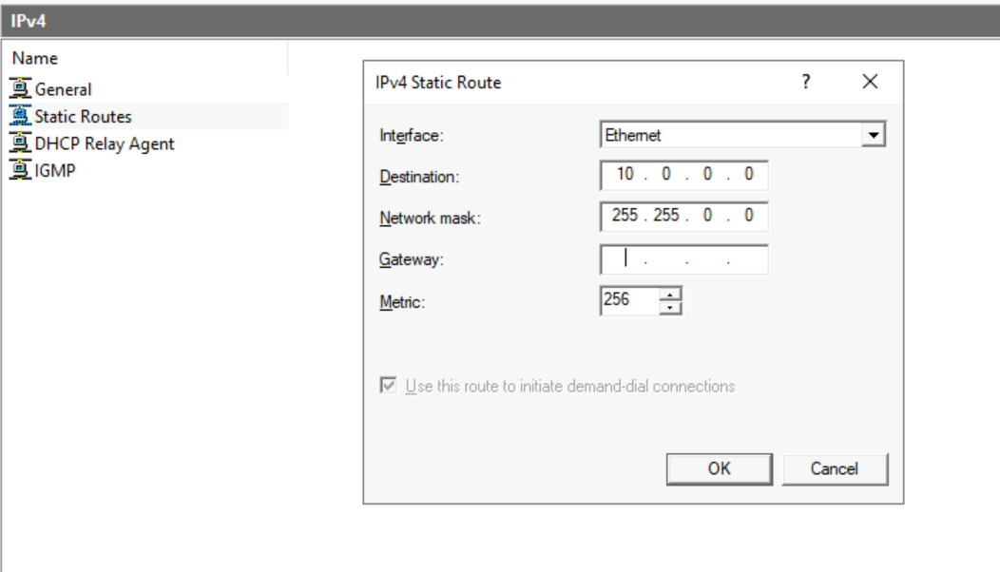 IPv4
Name
General
Static Routes
DHCP Relay Agent
IGMP
IPv4 Static Route
?
Interface: Ethernet
Destination: 10 . 0 . 0 . 0
Network mask: 255 . 255 . 0 . 0
Gateway: . . .
Metric: 256
Use this route to initiate demand-dial connections
OK Cancel